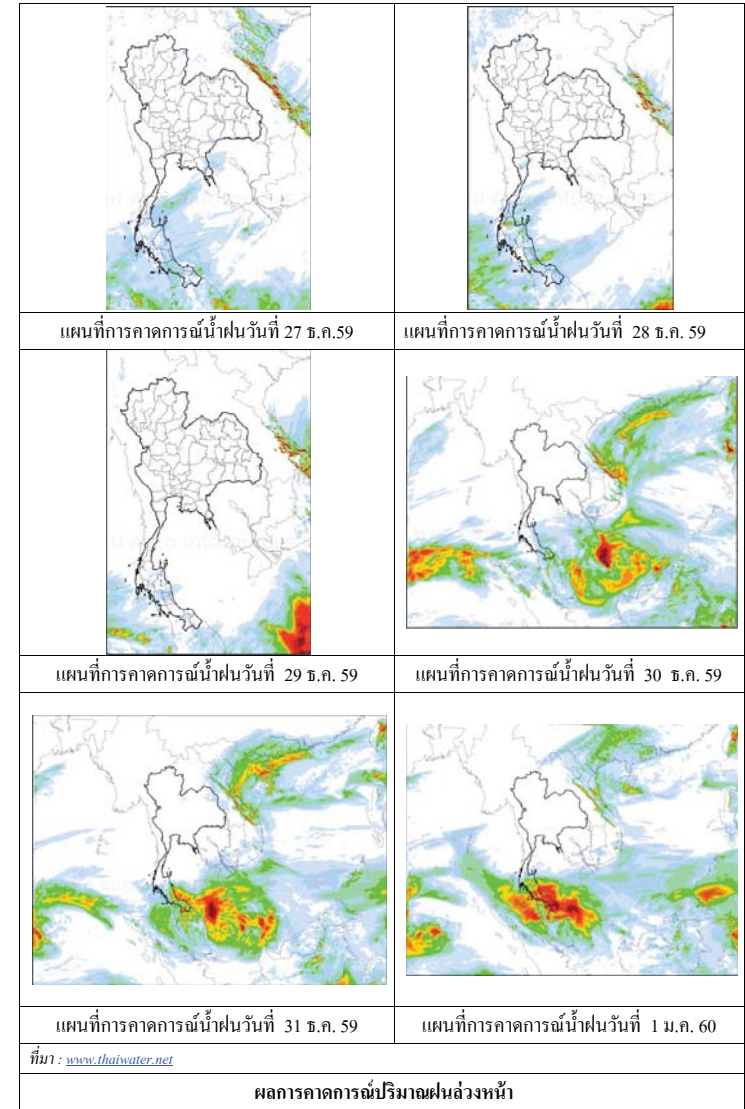 แผนที่การคาดการณ์น้ำฝนวันที่ 27 ธ.ค.59
แผนที่การคาดการณ์น้ำฝนวันที่ 28 ธ.ค. 59
แผนที่การคาดการณ์น้ำฝนวันที่ 29 ธ.ค. 59
แผนที่การคาดการณ์น้ำฝนวันที่ 30 ธ.ค. 59
แผนที่การคาดการณ์น้ำฝนวันที่ 31 ธ.ค. 59
แผนที่การคาดการณ์น้ำฝนวันที่ 1 ม.ค. 60
ที่มา : www.thaiwater.net
ผลการคาดการณ์ปริมาณฝนล่วงหน้า